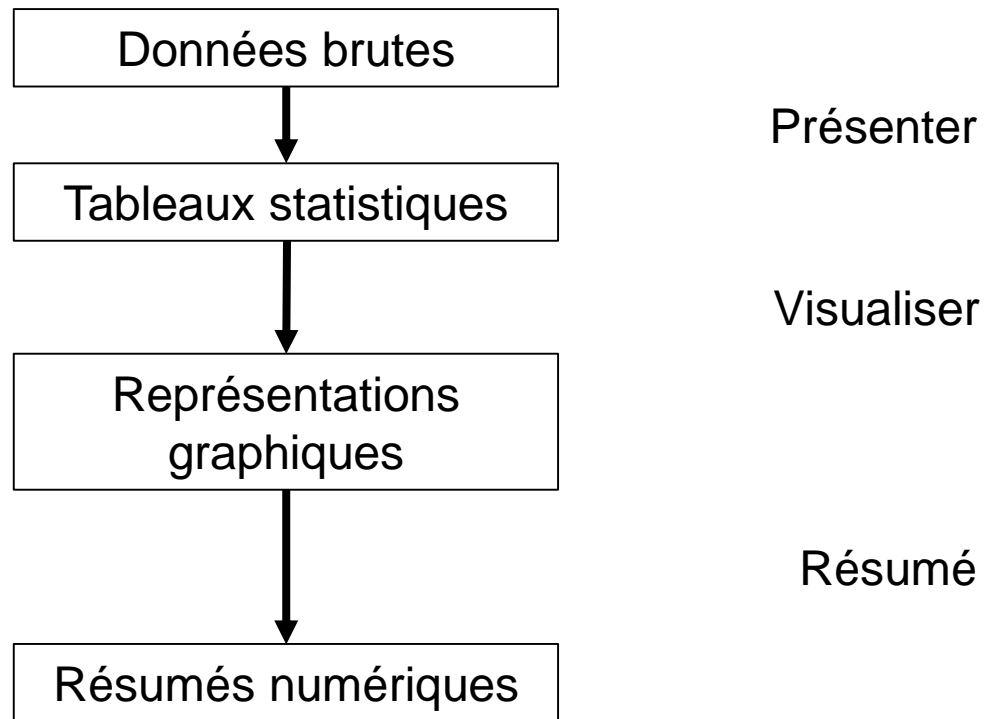 Données brutes
Présenter
Tableaux statistiques
Visualiser
Représentations
graphiques
Résumé
Résumés numériques